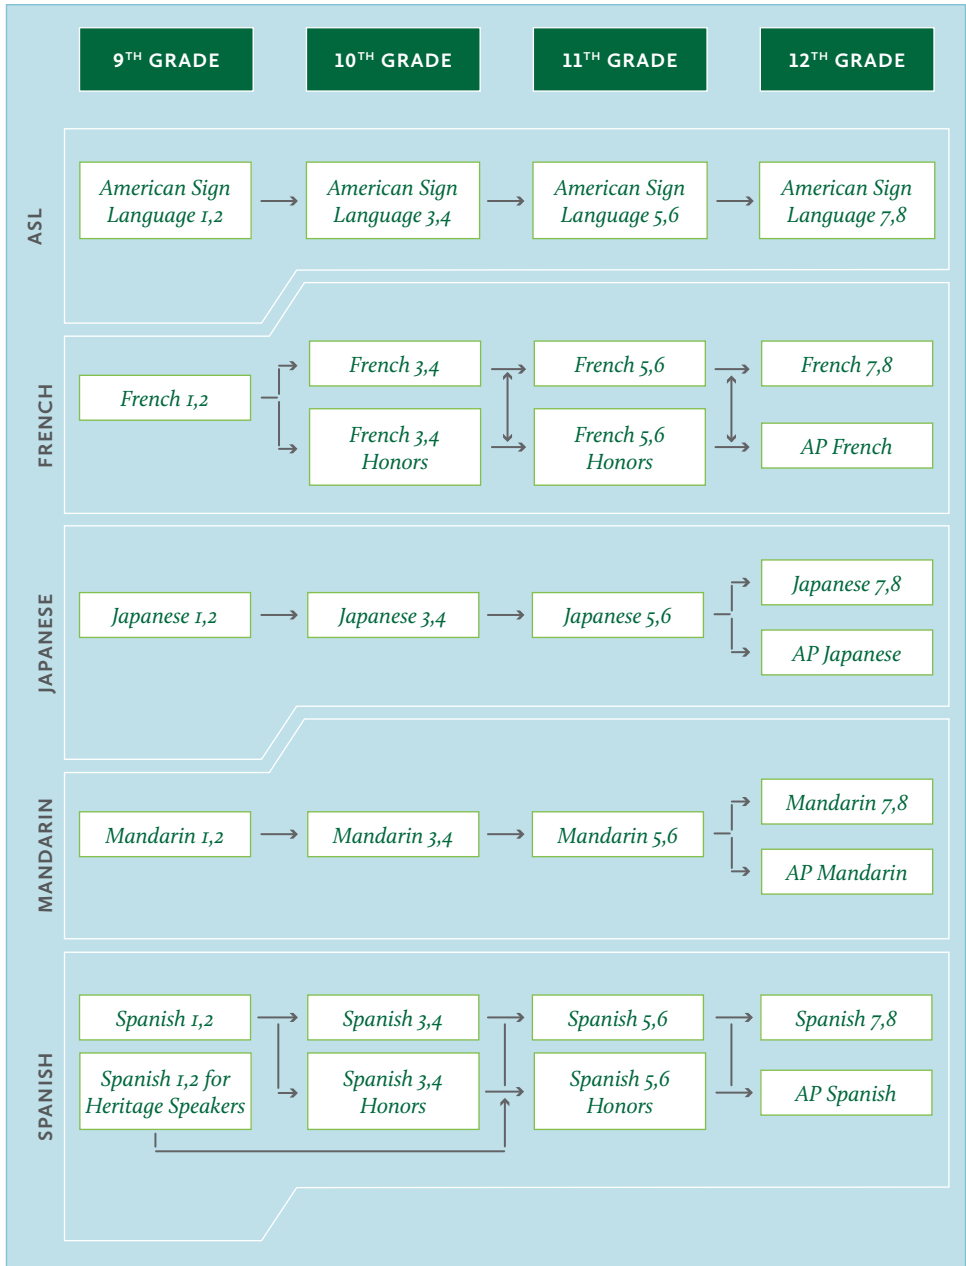 9TH GRADE
10TH GRADE
11TH GRADE
12TH GRADE
ASL
American Sign
Language 1,2
American Sign
Language 3,4
American Sign
Language 5,6
American Sign
Language 7,8
FRENCH
French 1,2
French 3,4
French 3,4
Honors
French 5,6
French 5,6
Honors
French 7,8
AP French
JAPANESE
Japanese 1,2
Japanese 3,4
Japanese 5,6
Japanese 7,8
AP Japanese
MANDARIN
Mandarin 1,2
Mandarin 3,4
Mandarin 5,6
Mandarin 7,8
AP Mandarin
SPANISH
Spanish 1,2
Spanish 1,2 for
Heritage Speakers
Spanish 3,4
Spanish 3,4
Honors
Spanish 5,6
Spanish 5,6
Honors
Spanish 7,8
AP Spanish